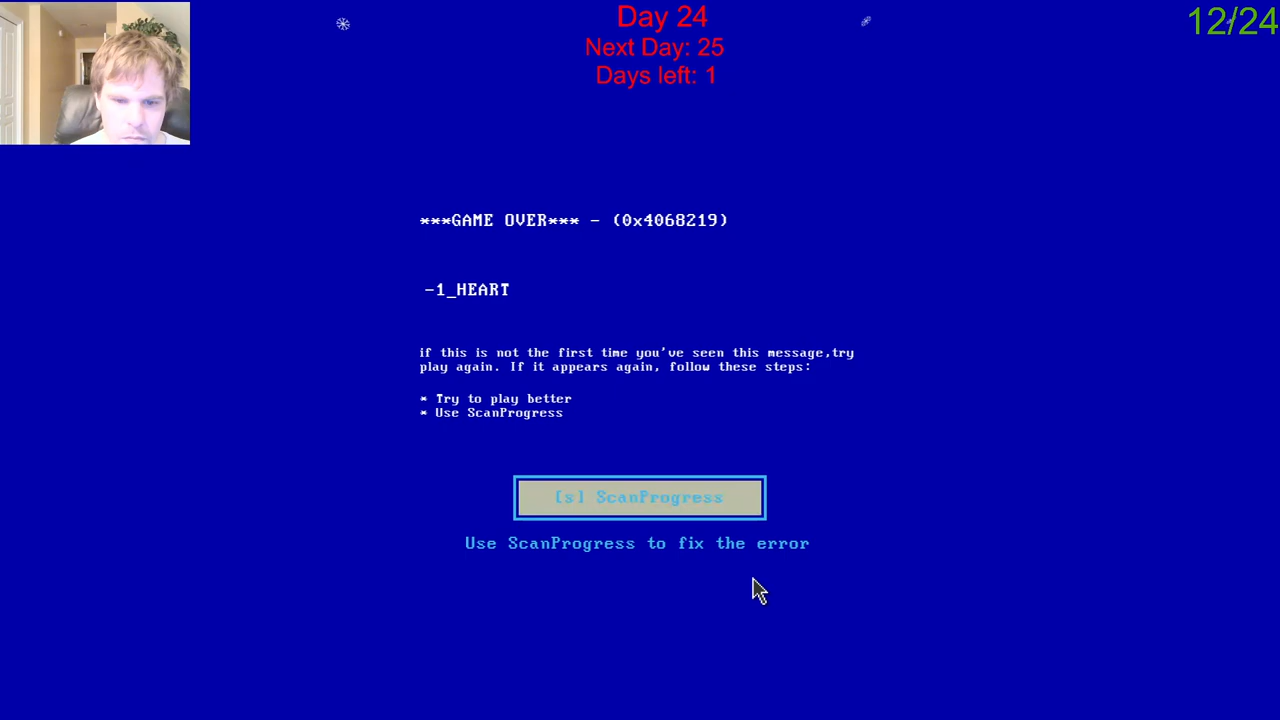 Day 24
Next Day: 25
Days left: 1
12/24
***GAME OVER*** - (0x4068219)
-1_HEART
if this is not the first time you've seen this message,try
play again. If it appears again, follow these steps:
* Try to play better
* Use ScanProgress
[s] ScanProgress
Use ScanProgress to fix the error